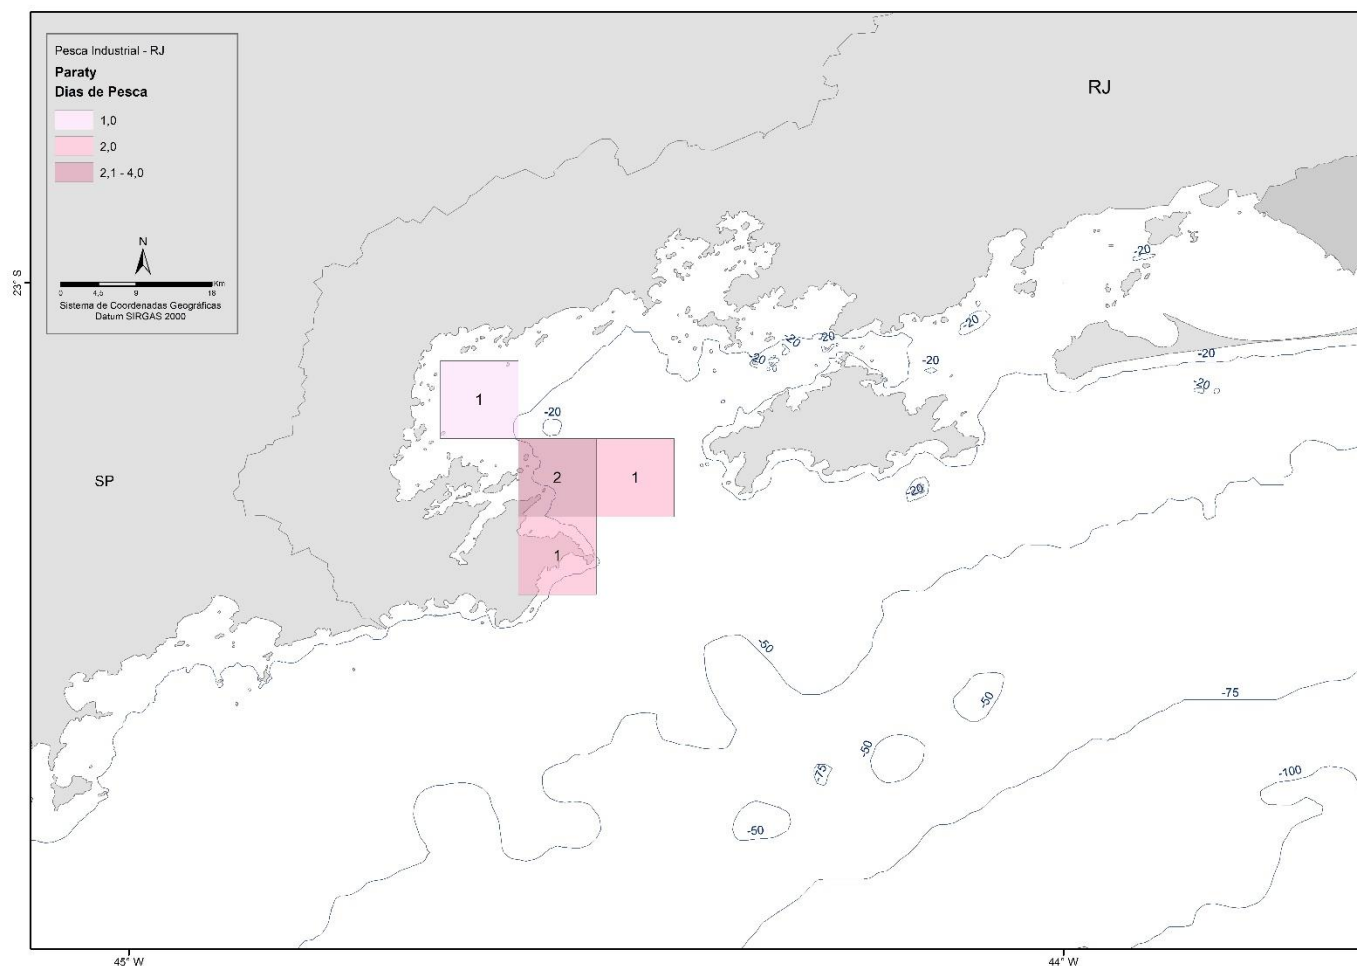 Pesca Industrial - RJ
Paraty
Dias de Pesca
1,0
2,0
2,1 - 4,0
N
Km
0 4,5 9 18
Sistema de Coordenadas Geográficas
Datum SIRGAS 2000
RJ
SP
23° S
45° W
44° W
1
2
1
1
-20
-20
-20
-20
-20
-20
-20
-20
-20
-20
-50
-50
-50
-50
-75
-75
-100